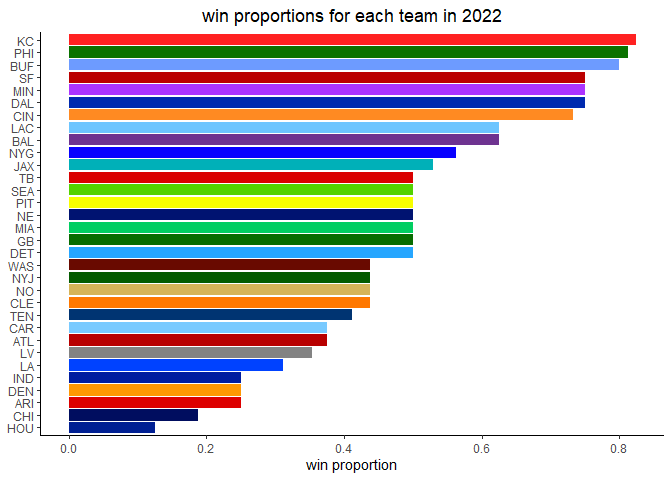 win proportions for each team in 2022
KC
PHI
BUF
SF
MIN
DAL
CIN
LAC
BAL
NYG
JAX
TB
SEA
PIT
NE
MIA
GB
DET
WAS
NYJ
NO
CLE
TEN
CAR
ATL
LV
LA
IND
DEN
ARI
CHI
HOU
0.0 0.2 0.4 0.6 0.8
win proportion